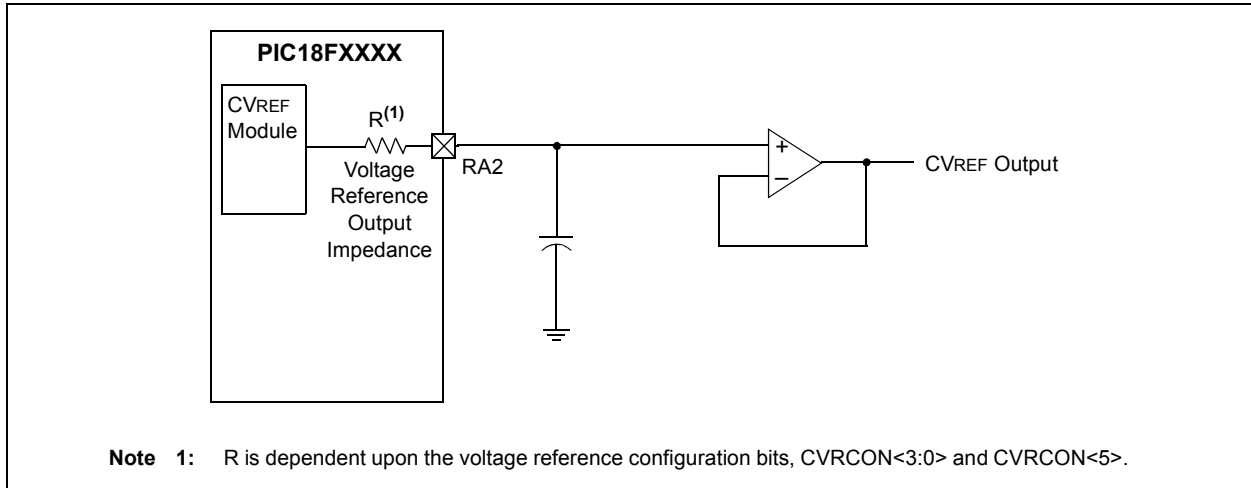 PIC18FXXXX
CVREF
Module
R(1)
Voltage
Reference
Output
Impedance
RA2
+
–
CVREF Output
Note 1: R is dependent upon the voltage reference configuration bits, CVRCON<3:0> and CVRCON<5>.